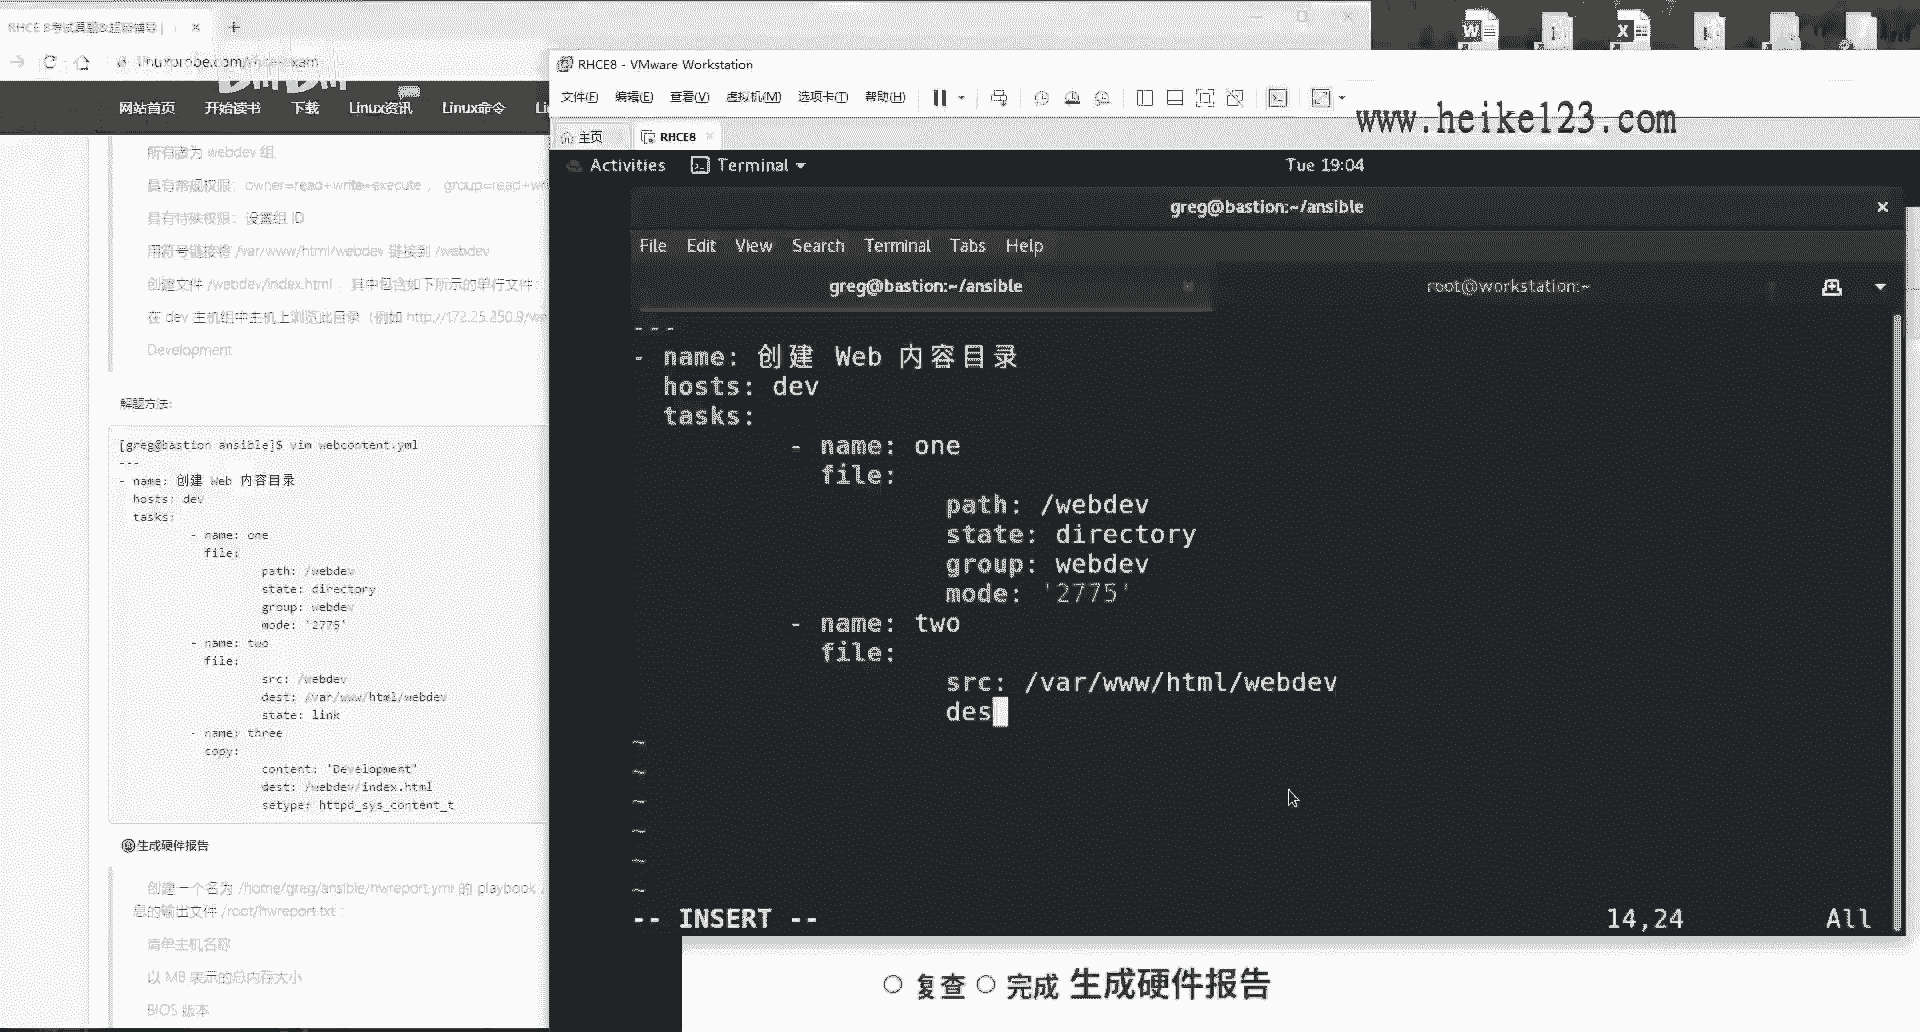 RHCE 8考试真题&超琼辅导 |
linuxprobe.com/rhce-exam
网站首页 开始读书 下载 Linux资讯 Linux命令 Li
所有者为 webdev 组
具有常规权限：owner=read+write+execute ， group=read+wr
具有特殊权限：设置组 ID
用符号链接将 /var/www/html/webdev 链接到 /webdev
创建文件 /webdev/index.html ，其中包含如下所示的单行文件：
在 dev 主机组中主机上浏览此目录（例如 http://172.25.250.9/we
Development
解题方法:
[greg@bastion ansible]$ vim webcontent.yml
---
- name: 创建 Web 内容目录
hosts: dev
tasks:
- name: one
file:
path: /webdev
state: directory
group: webdev
mode: '2775'
- name: two
file:
src: /webdev
dest: /var/www/html/webdev
state: link
- name: three
copy:
content: "Development"
dest: /webdev/index.html
setype: httpd_sys_content_t
生成硬件报告
创建一个名为 /home/greg/ansible/hwreport.yml 的 playbook
息的输出文件 /root/hwreport.txt：
清单主机名称
以 MB 表示的总内存大小
BIOS 版本
RHCE8 - VMware Workstation
文件(F) 编辑(E) 查看(V) 虚拟机(M) 选项卡(T) 帮助(H)
www.heike123.com
主页 RHCE8
Activities Terminal Tue 19:04
greg@bastion:~/ansible
File Edit View Search Terminal Tabs Help
greg@bastion:~/ansible root@workstation:~
---
- name: 创建 Web 内容目录
hosts: dev
tasks:
- name: one
file:
path: /webdev
state: directory
group: webdev
mode: '2775'
- name: two
file:
src: /var/www/html/webdev
des
~
~
~
~
~
~
-- INSERT -- 14,24 All
复查 完成 生成硬件报告